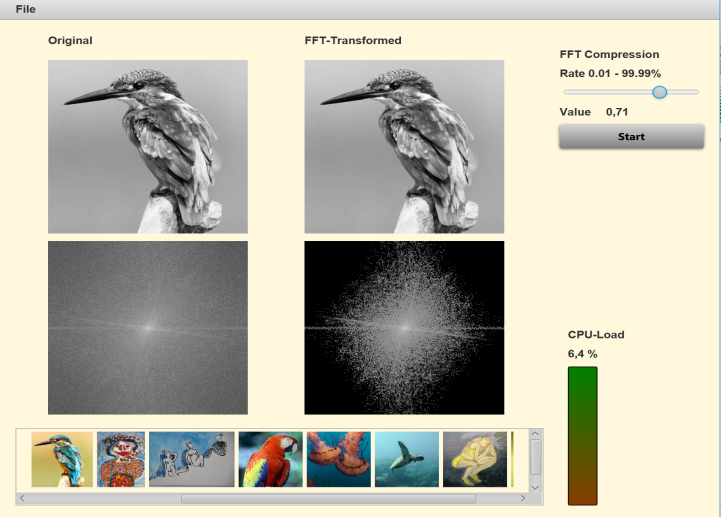 File
Original
FFT-Transformed
FFT Compression
Rate 0.01 - 99.99%
Value 0,71
Start
CPU-Load
6,4 %